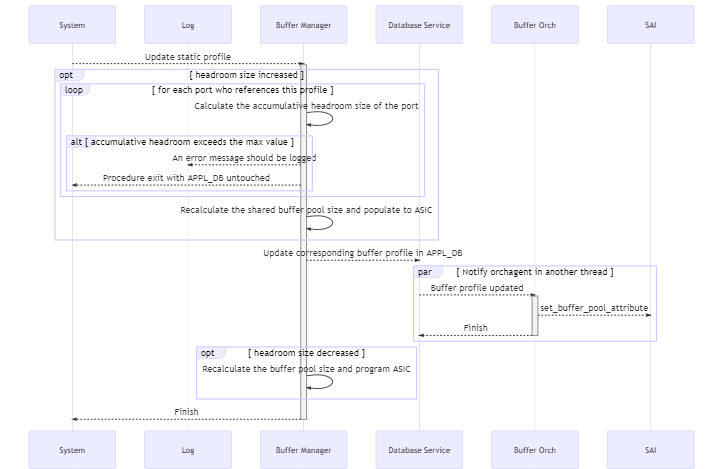 System
Log
Buffer Manager
Database Service
Buffer Orch
SAI
Update static profile
opt
[ headroom size increased ]
loop
[ for each port who references this profile ]
Calculate the accumulative headroom size of the port
alt
[ accumulative headroom exceeds the max value ]
An error message should be logged
Procedure exit with APPL_DB untouched
Recalculate the shared buffer pool size and populate to ASIC
Update corresponding buffer profile in APPL_DB
par
[ Notify orchagent in another thread ]
Buffer profile updated
set_buffer_pool_attribute
Finish
opt
[ headroom size decreased ]
Recalculate the buffer pool size and program ASIC
Finish
System
Log
Buffer Manager
Database Service
Buffer Orch
SAI